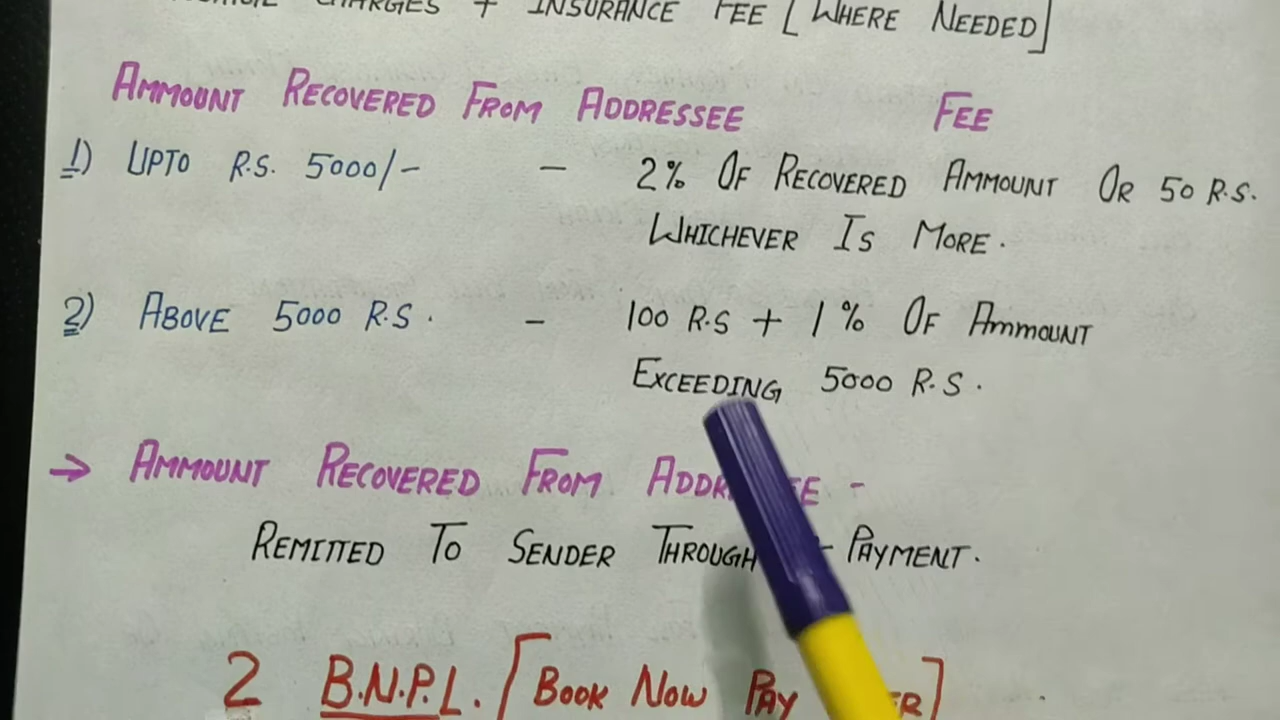 CHARGES + INSURANCE FEE [WHERE NEEDED]
AMMOUNT RECOVERED FROM ADDRESSEE FEE
1) UPTO R.S. 5000/- - 2% OF RECOVERED AMMOUNT OR 50 R.S.
WHICHEVER IS MORE.
2) ABOVE 5000 R.S. - 100 R.S + 1% OF AMMOUNT
EXCEEDING 5000 R.S.
→ AMMOUNT RECOVERED FROM -
REMITTED TO SENDER THROUGH PAYMENT.
2 B.N.P.L. [BOOK NOW PAY